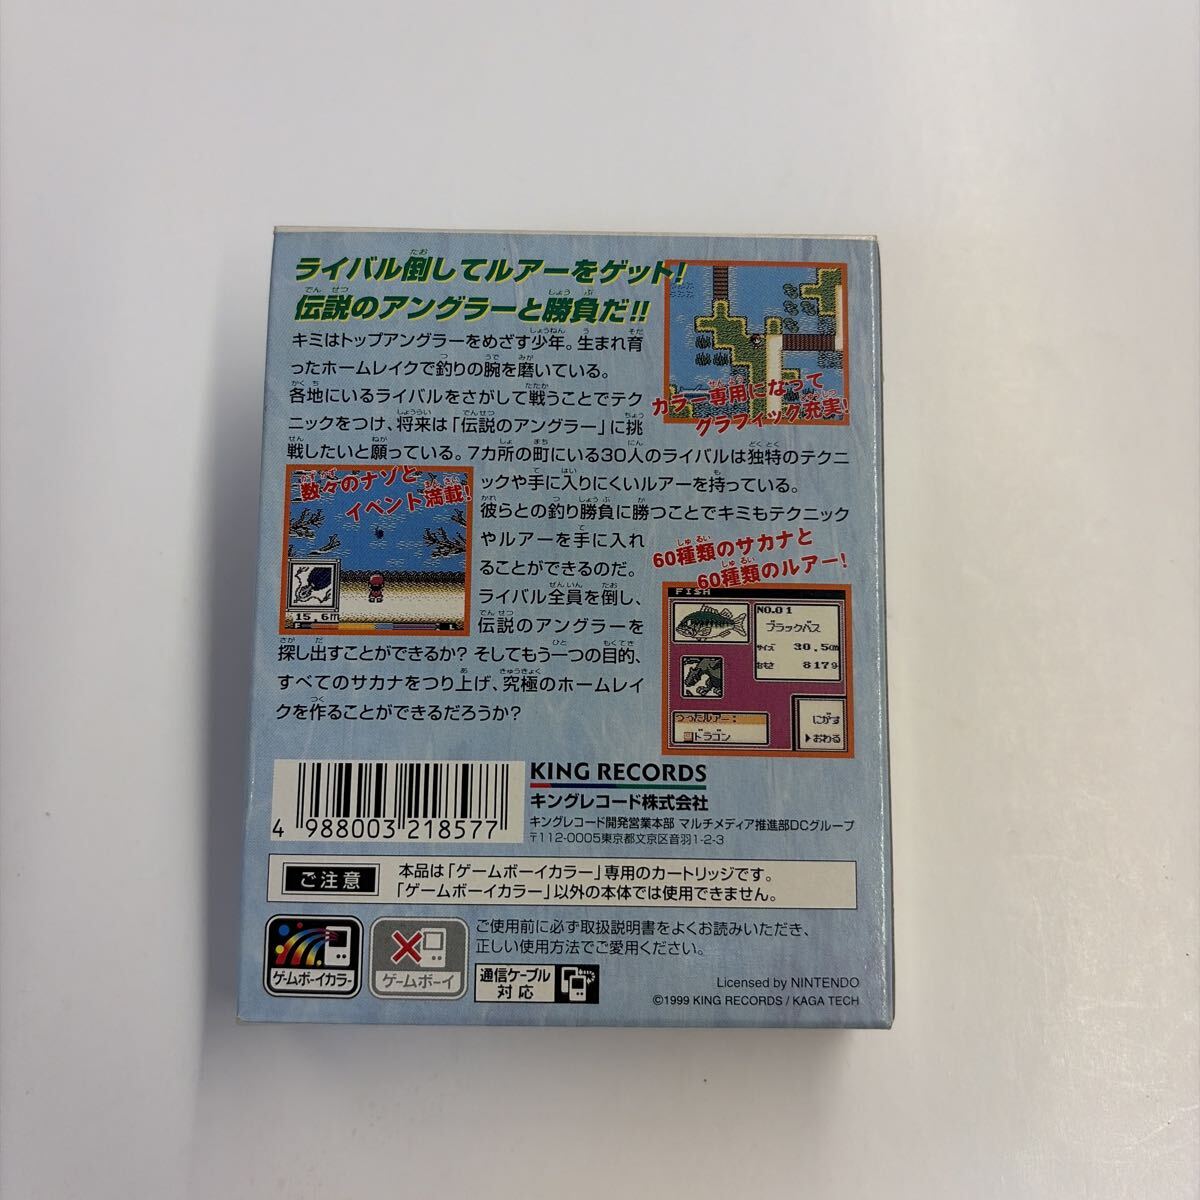 ライバル倒してルアーをゲット!
伝説のアングラーと勝負だ!!
キミはトップアングラーをめざす少年。生まれ育
ったホームレイクで釣りの腕を磨いている。
各地にいるライバルをさがして戦うことでテク
ニックをつけ、将来は「伝説のアングラー」に挑
戦したいと願っている。7カ所の町にいる30人のライバルは独特のテクニ
ックや手に入りにくいルアーを持っている。
彼らとの釣り勝負に勝つことでキミもテクニック
やルアーを手に入れ
ることができるのだ。
ライバル全員を倒し、
伝説のアングラーを
探し出すことができるか? そしてもう一つの目的、
すべてのサカナをつり上げ、究極のホームレイ
クを作ることができるだろうか?
カラー専用になって
グラフィック充実!
数々のナゾと
イベント満載!
15.6m
60種類のサカナと
60種類のルアー!
FISH
NO.01
ブラックバス
サイズ 30.5cm
おもさ 817g
つったルアー:
ドラゴン
にがす
▶おわる
4 988003 218577
KING RECORDS
キングレコード株式会社
キングレコード開発営業本部 マルチメディア推進部DCグループ
〒112-0005東京都文京区音羽1-2-3
ご注意
本品は「ゲームボーイカラー」専用のカートリッジです。
「ゲームボーイカラー」以外の本体では使用できません。
ゲームボーイカラー
ゲームボーイ
ご使用前に必ず取扱説明書をよくお読みいただき、
正しい使用方法でご愛用ください。
通信ケーブル
対応
Licensed by NINTENDO
©1999 KING RECORDS / KAGA TECH